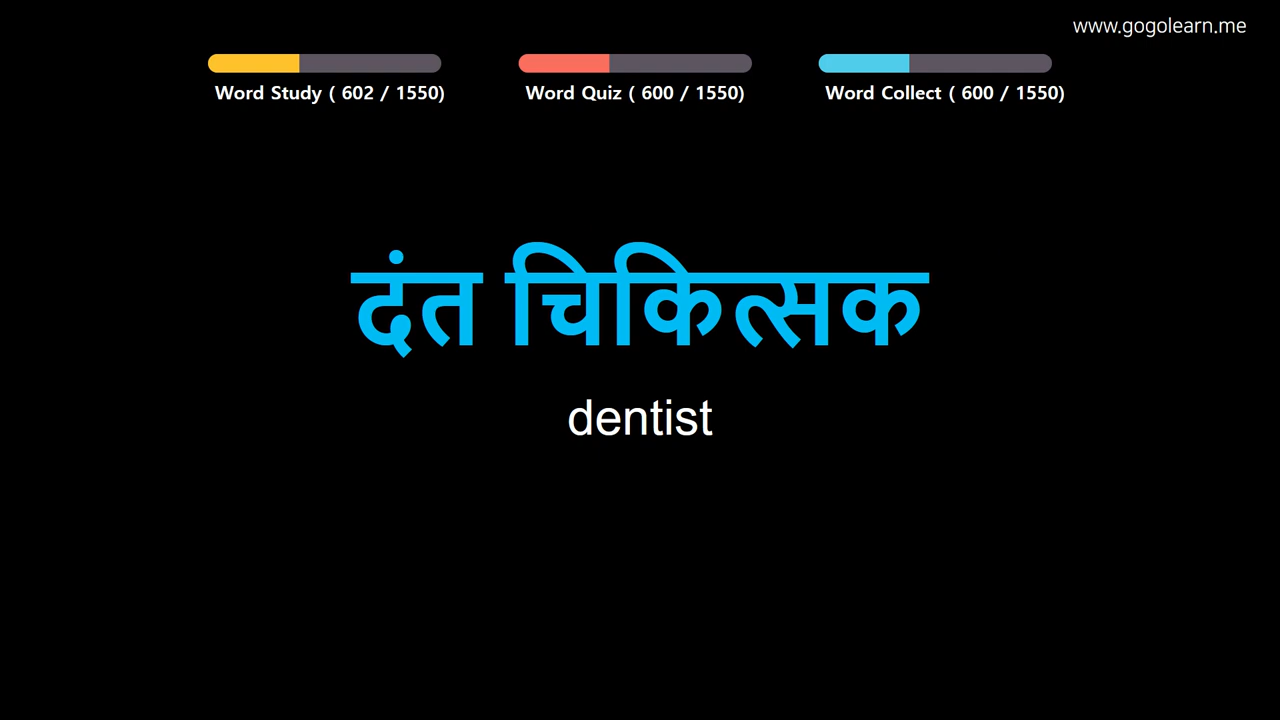 www.gogolearn.me
Word Study ( 602 / 1550)
Word Quiz ( 600 / 1550)
Word Collect ( 600 / 1550)
दंत चिकित्सक
dentist